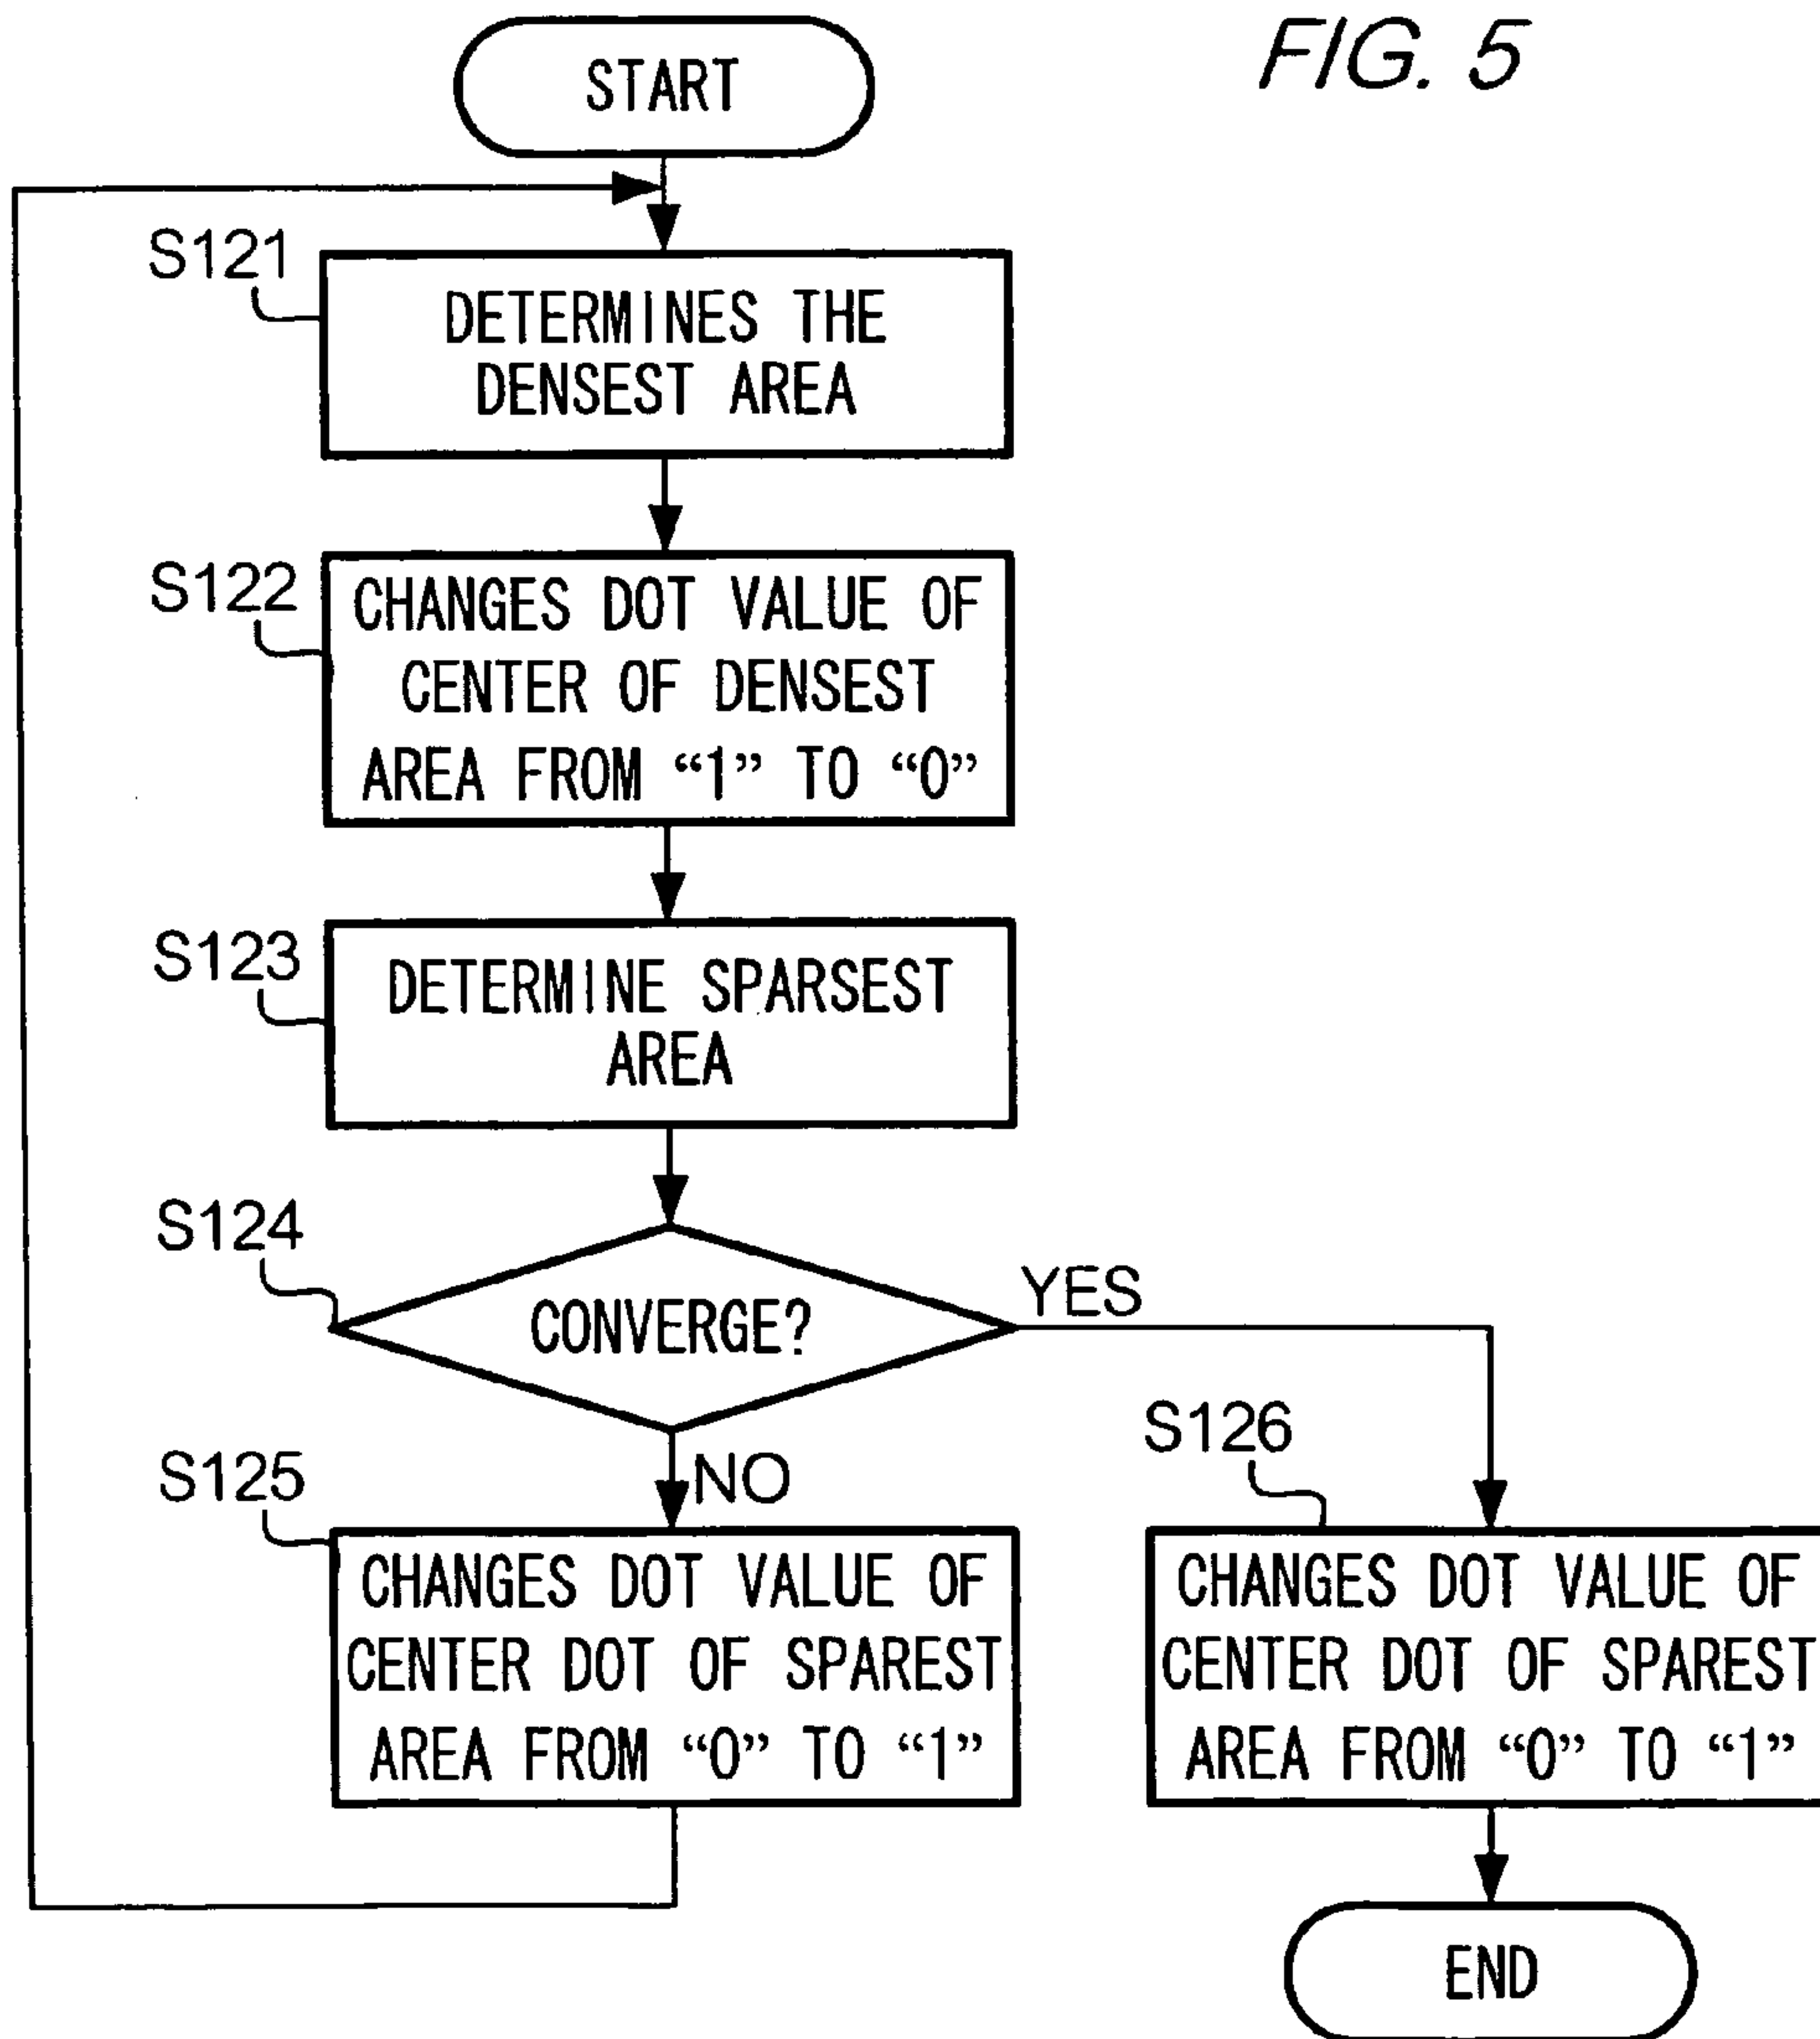 FIG. 5
START
S121
DETERMINES THE
DENSEST AREA
S122
CHANGES DOT VALUE OF
CENTER OF DENSEST
AREA FROM “1” TO “0”
S123
DETERMINE SPARSEST
AREA
S124
CONVERGE?
YES
NO
S125
CHANGES DOT VALUE OF
CENTER DOT OF SPAREST
AREA FROM “0” TO “1”
S126
CHANGES DOT VALUE OF
CENTER DOT OF SPAREST
AREA FROM “0” TO “1”
END